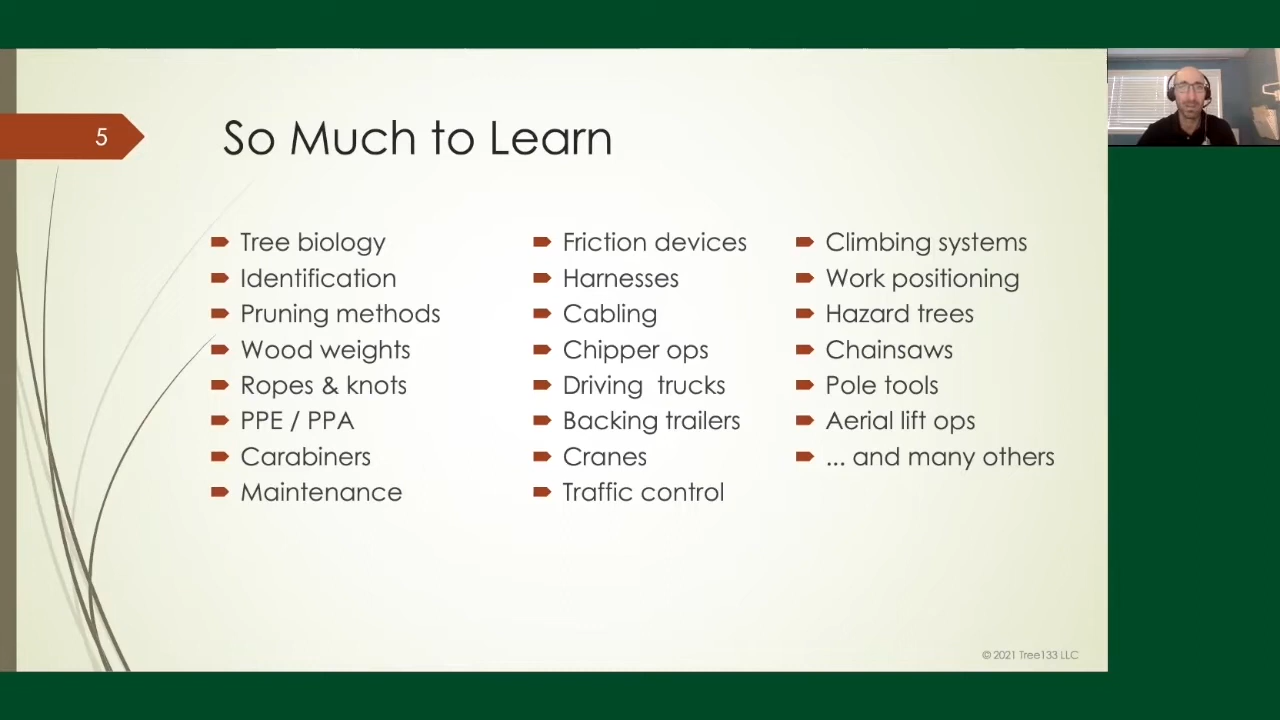 5
So Much to Learn
Tree biology
Identification
Pruning methods
Wood weights
Ropes & knots
PPE / PPA
Carabiners
Maintenance
Friction devices
Harnesses
Cabling
Chipper ops
Driving trucks
Backing trailers
Cranes
Traffic control
Climbing systems
Work positioning
Hazard trees
Chainsaws
Pole tools
Aerial lift ops
... and many others
© 2021 Tree133 LLC